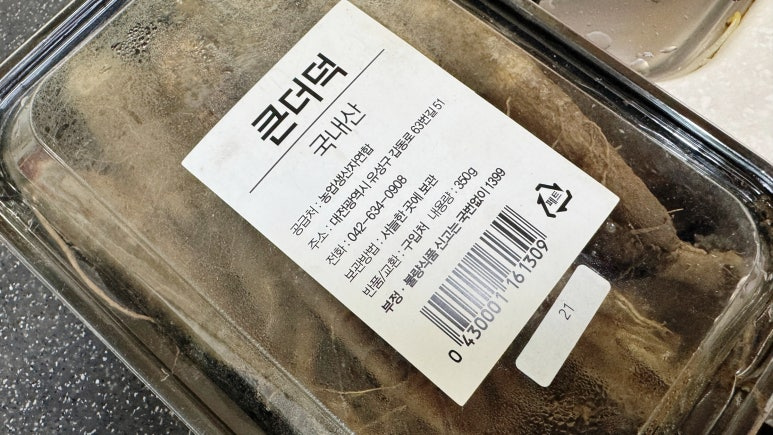 큰더덕
국내산
공급처 : 농업생산자연합
주소 : 대전광역시 유성구 갑동로 63번길 51
전화 : 042-634-0908
보관방법 : 서늘한 곳에 보관
반품/교환 : 구입처 내용량 : 350g
부정 · 불량식품 신고는 국번없이 1399
페트
0 430001 161309
21